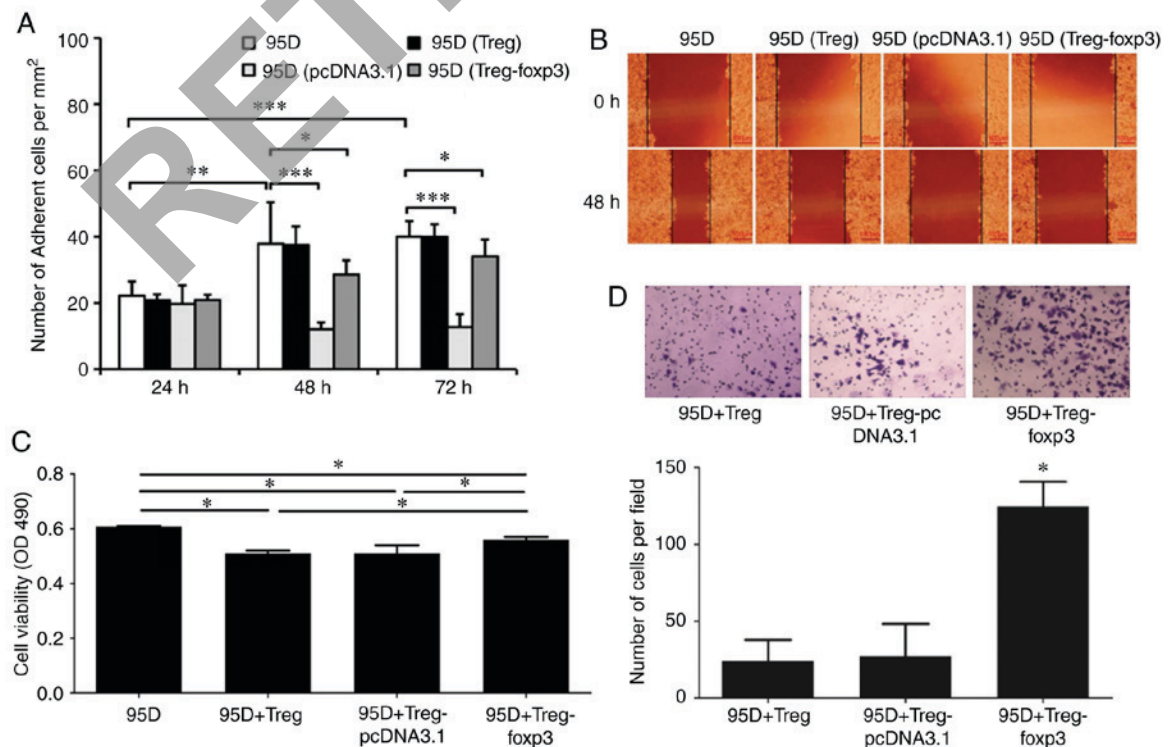 A
100
80
60
40
20
0
Number of Adherent cells per mm²
95D
95D (Treg)
95D (pcDNA3.1)
95D (Treg-foxp3)
***
*
*
**
***
***
24 h
48 h
72 h
RET
B
95D
95D (Treg)
95D (pcDNA3.1)
95D (Treg-foxp3)
0 h
48 h
C
Cell viability (OD 490)
0.8
0.6
0.4
0.2
0.0
*
*
*
*
*
95D
95D+Treg
95D+Treg-
pcDNA3.1
95D+Treg-
foxp3
D
95D+Treg
95D+Treg-pc
DNA3.1
95D+Treg-
foxp3
Number of cells per field
150
100
50
0
*
95D+Treg
95D+Treg-
pcDNA3.1
95D+Treg-
foxp3